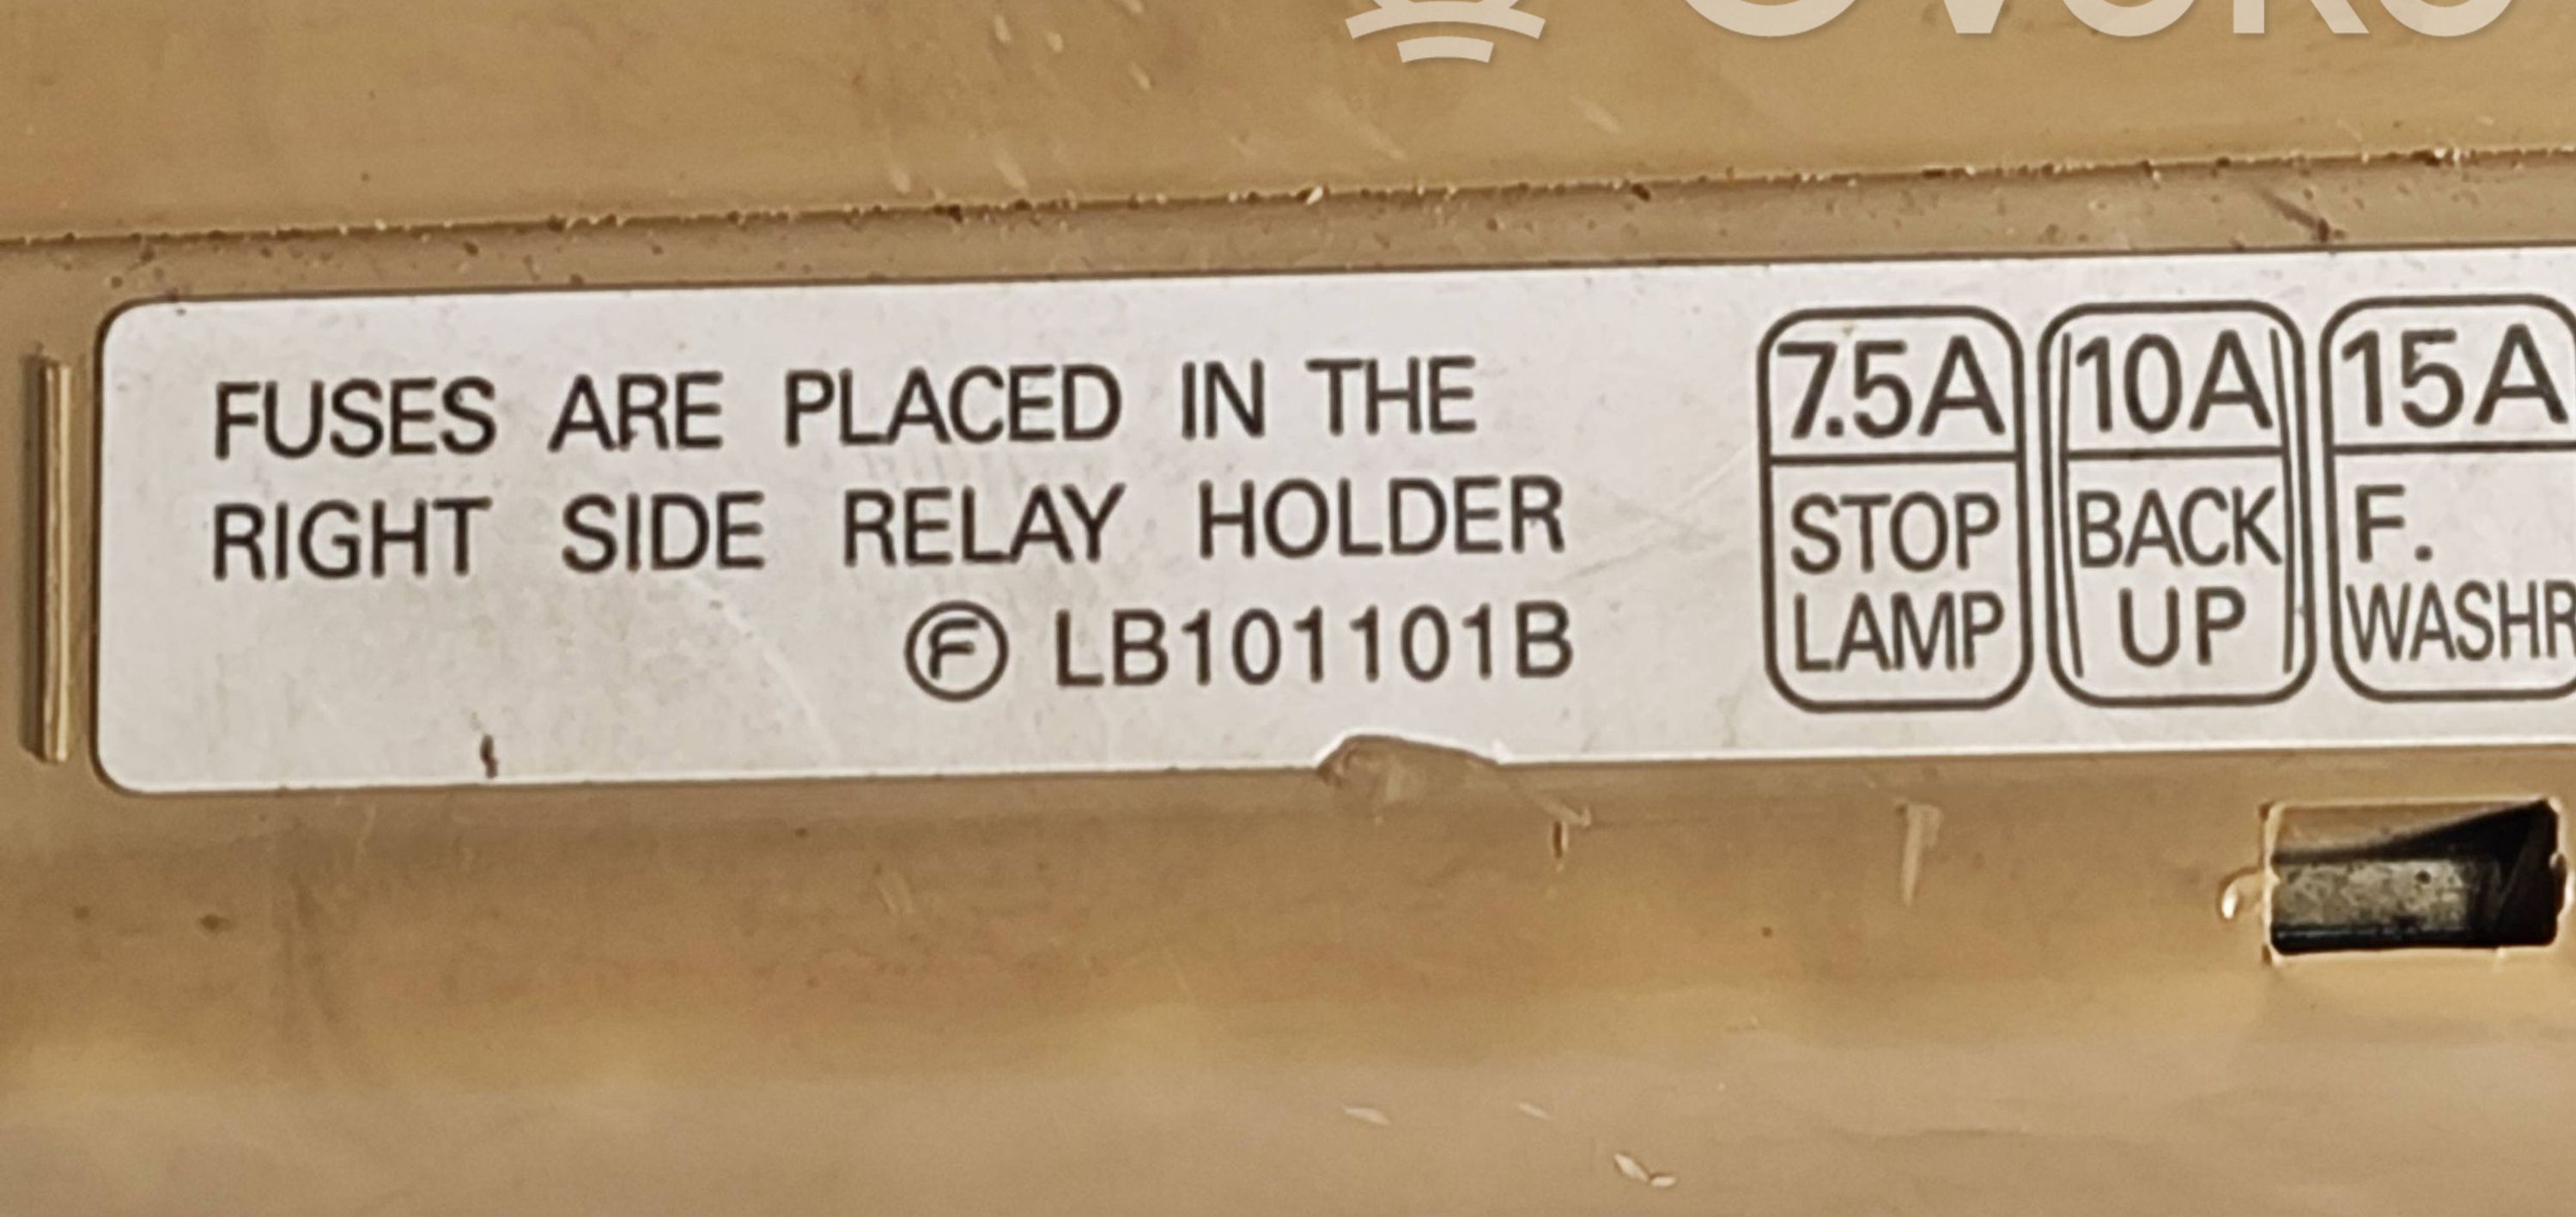 FUSES ARE PLACED IN THE
RIGHT SIDE RELAY HOLDER
Ⓕ LB101101B
7.5A
STOP
LAMP
10A
BACK
UP
15A
F.
WASHR